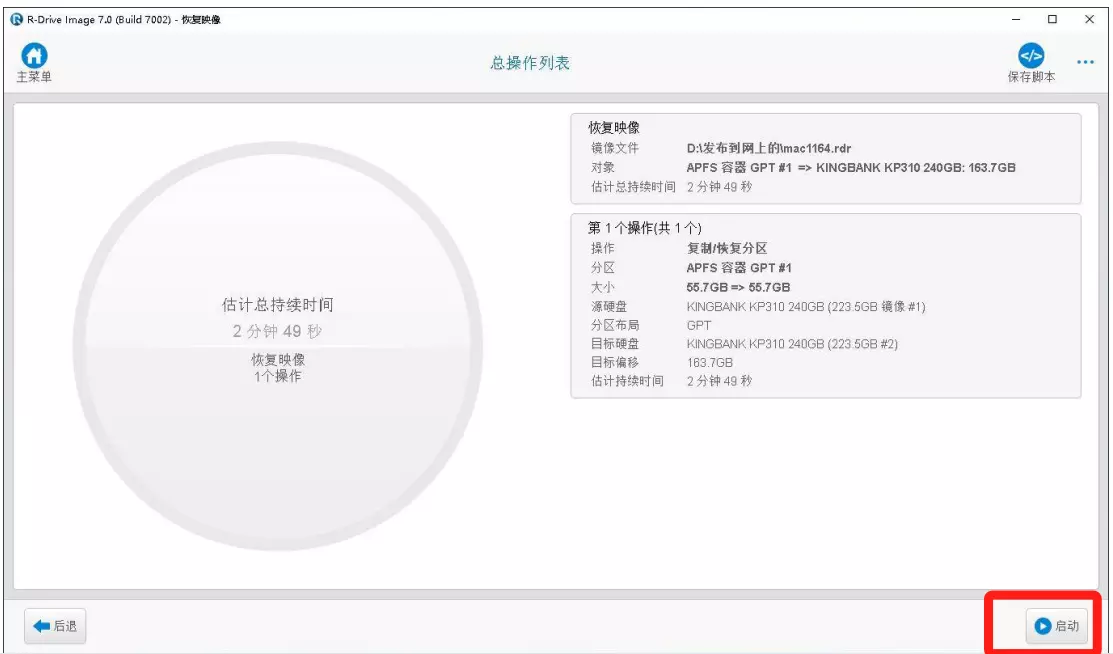 R-Drive Image 7.0 (Build 7002) - 恢复映像
主菜单
总操作列表
保存脚本
恢复映像
镜像文件 D:\发布到网上的\mac1164.rdr
对象 APFS 容器 GPT #1 => KINGBANK KP310 240GB: 163.7GB
估计总持续时间 2 分钟 49 秒
第 1 个操作(共 1 个)
操作 复制/恢复分区
分区 APFS 容器 GPT #1
大小 55.7GB => 55.7GB
源硬盘 KINGBANK KP310 240GB (223.5GB 镜像 #1)
分区布局 GPT
目标硬盘 KINGBANK KP310 240GB (223.5GB #2)
目标偏移 163.7GB
估计持续时间 2 分钟 49 秒
估计总持续时间
2 分钟 49 秒
恢复映像
1个操作
后退
启动